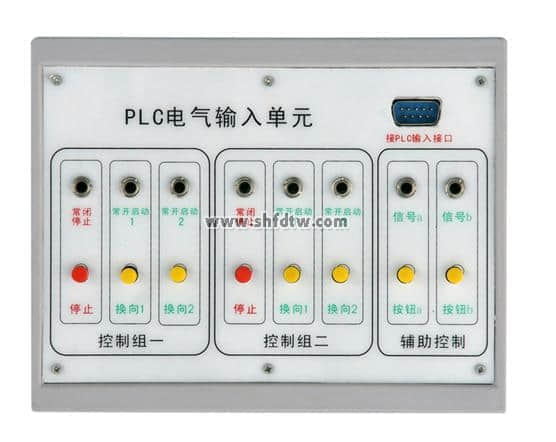 PLC电气输入单元
接PLC输入接口
常闭
停止
常开启动
1
常开启动
2
常闭
常开启动
常开启动
信号a
信号b
www.shfdtw.com
停止
换向1
换向2
停止
换向1
换向2
按钮a
按钮b
控制组一
控制组二
辅助控制